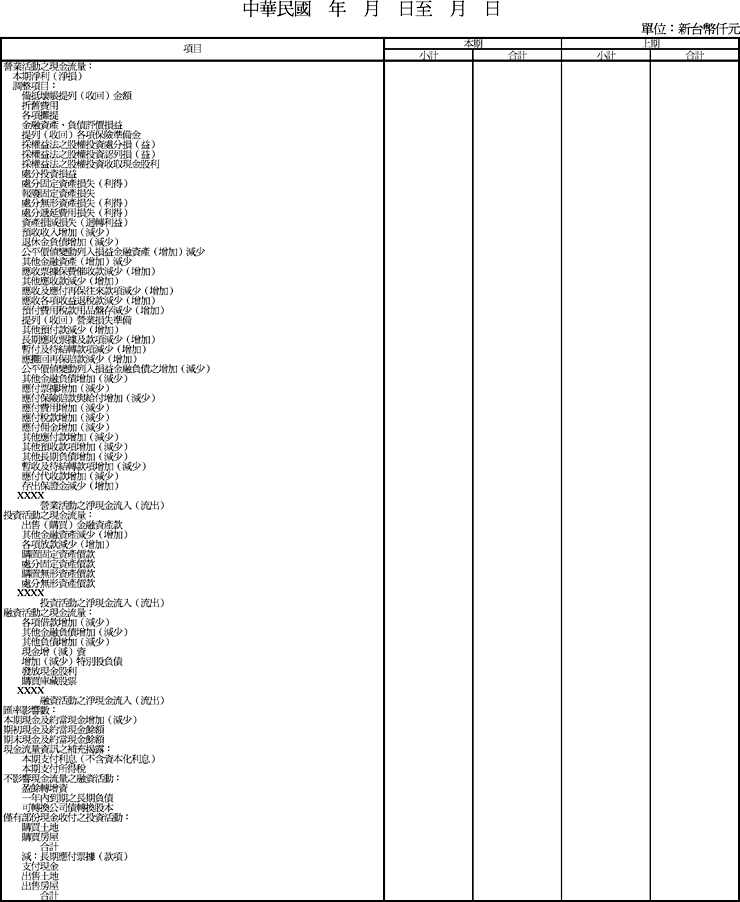 中華民國　年　月　日至　月　日
單位：新台幣仟元
項目　本期　上期
小計　合計　小計　合計
營業活動之現金流量：
本期淨利（淨損）
調整項目：
備抵壞帳提列（收回）金額
折舊費用
各項攤提
金融資產、負債評價損益
提列（收回）各項保險準備金
採權益法之股權投資處分損（益）
採權益法之股權投資認列損（益）
採權益法之股權投資收取現金股利
處分投資損益
處分固定資產損失（利得）
報廢固定資產損失
處分無形資產損失（利得）
處分遞延費用損失（利得）
資產損減損失（迴轉利益）
預收收入增加（減少）
退休金負債增加（減少）
公平價值變動列入損益金融資產（增加）減少
其他金融資產（增加）減少
應收票據保費催收款減少（增加）
其他應收款減少（增加）
應收及應付再保往來款項減少（增加）
應收各項收益退稅款減少（增加）
預付費用稅款用品盤存減少（增加）
提列（收回）營業損失準備
其他預付款減少（增加）
長期應收票據及款項減少（增加）
暫付及待結轉款項減少（增加）
應攤回再保賠款減少（增加）
公平價值變動列入損益金融負債之增加（減少）
其他金融負債增加（減少）
應付票據增加（減少）
應付保險賠款與給付增加（減少）
應付費用增加（減少）
應付稅款增加（減少）
應付佣金增加（減少）
其他應付款增加（減少）
其他預收款項增加（減少）
其他長期負債增加（減少）
暫收及待結轉款項增加（減少）
應付代收款增加（減少）
存出保證金減少（增加）
XXXX
營業活動之淨現金流入（流出）
投資活動之現金流量：
出售（購買）金融資產款
其他金融資產減少（增加）
各項放款減少（增加）
購置固定資產價款
處分固定資產價款
購置無形資產價款
處分無形資產價款
XXXX
投資活動之淨現金流入（流出）
融資活動之現金流量：
各項借款增加（減少）
其他金融負債增加（減少）
其他負債增加（減少）
現金增（減）資
增加（減少）特別股負債
發放現金股利
購買庫藏股票
XXXX
融資活動之淨現金流入（流出）
匯率影響數：
本期現金及約當現金增加（減少）
期初現金及約當現金餘額
期末現金及約當現金餘額
現金流量資訊之補充揭露：
本期支付利息（不含資本化利息）
本期支付所得稅
不影響現金流量之融資活動：
盈餘轉增資
一年內到期之長期負債
可轉換公司債轉換股本
僅有部份現金收付之投資活動：
購買土地
購買房屋
合計
減：長期應付票據（款項）
支付現金
出售土地
出售房屋
合計